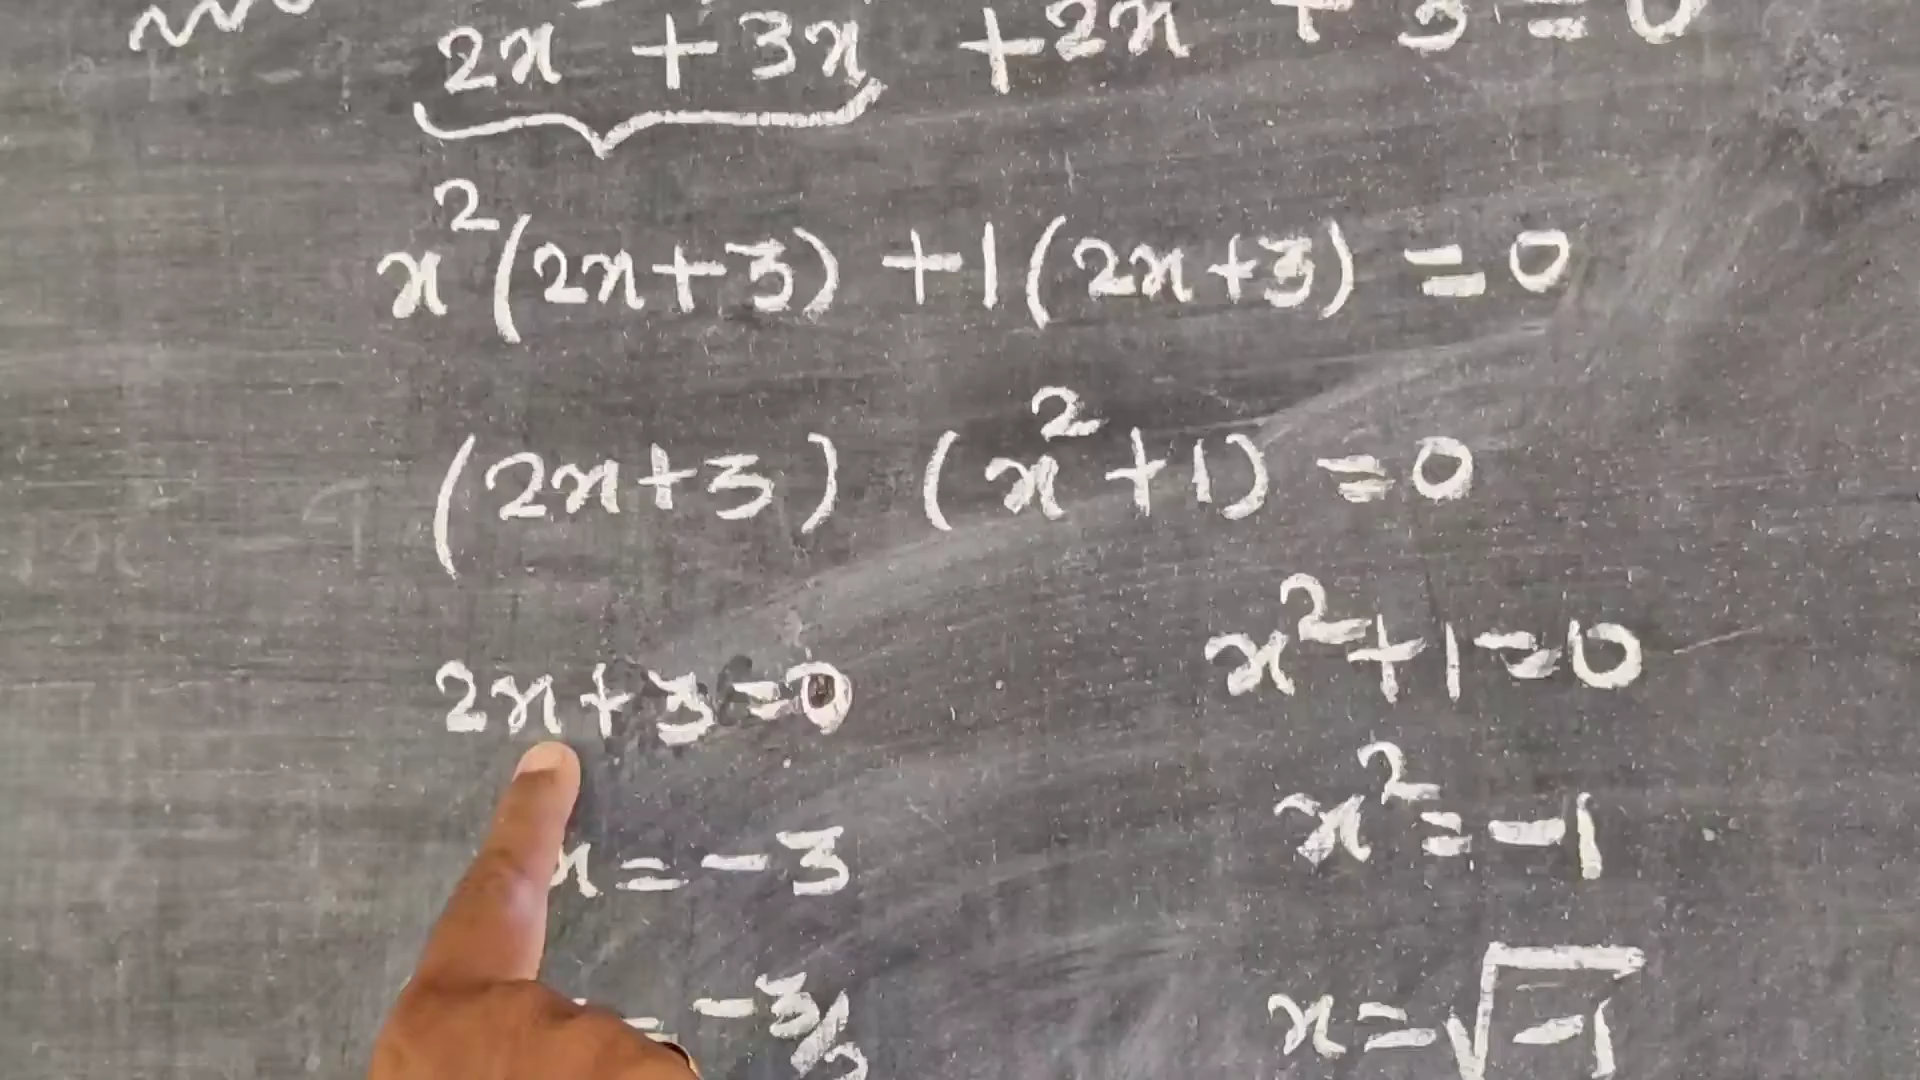 2x + 3x + 2x + 3 = 0
x²(2x+3) +1(2x+3) = 0
(2x+3) (x²+1) = 0
2x+3=0
x²+1=0
x=-3
x²=-1
= -3/2
x=√-1